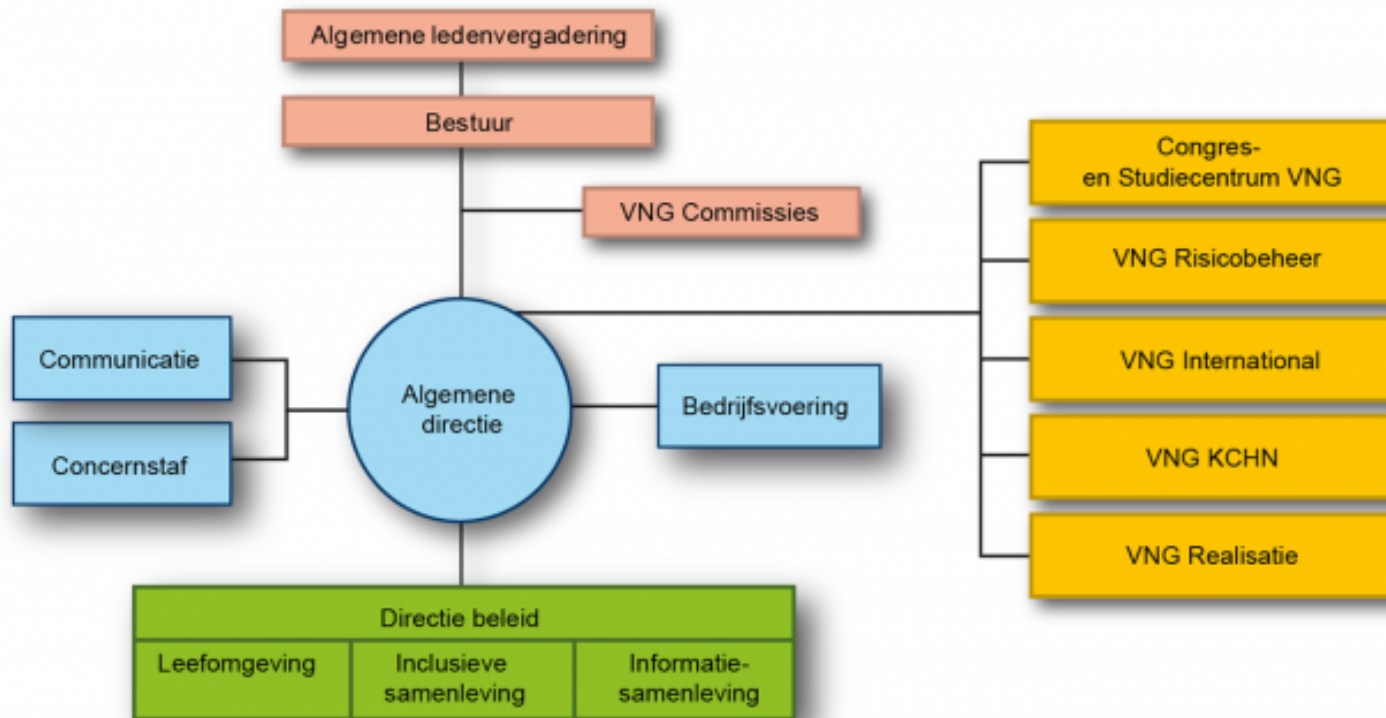 Algemene ledenvergadering
Bestuur
VNG Commissies
Congres-
en Studiecentrum VNG
VNG Risicobeheer
VNG International
VNG KCHN
VNG Realisatie
Communicatie
Concernstaf
Algemene
directie
Bedrijfsvoering
Directie beleid
Leefomgeving
Inclusieve
samenleving
Informatie-
samenleving